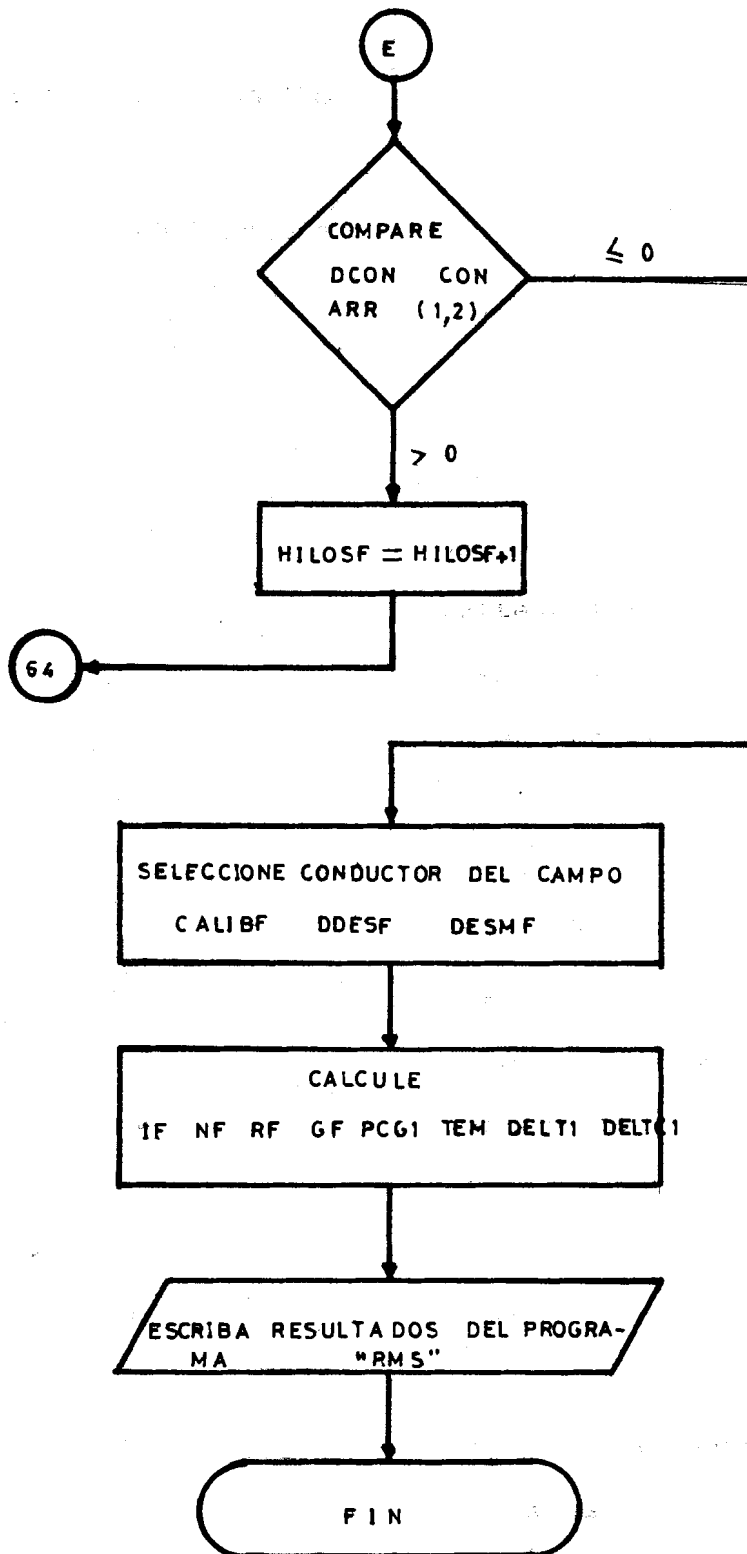 E
COMPARE
DCON CON
ARR (1,2)
≤ 0
> 0
HILOSF = HILOSF+1
64
SELECCIONE CONDUCTOR DEL CAMPO
CALIBF DDESF DESMF
CALCULE
IF NF RF GF PCG1 TEM DELT1 DELTC1
ESCRIBA RESULTADOS DEL PROGRA-
MA "RMS"
FIN